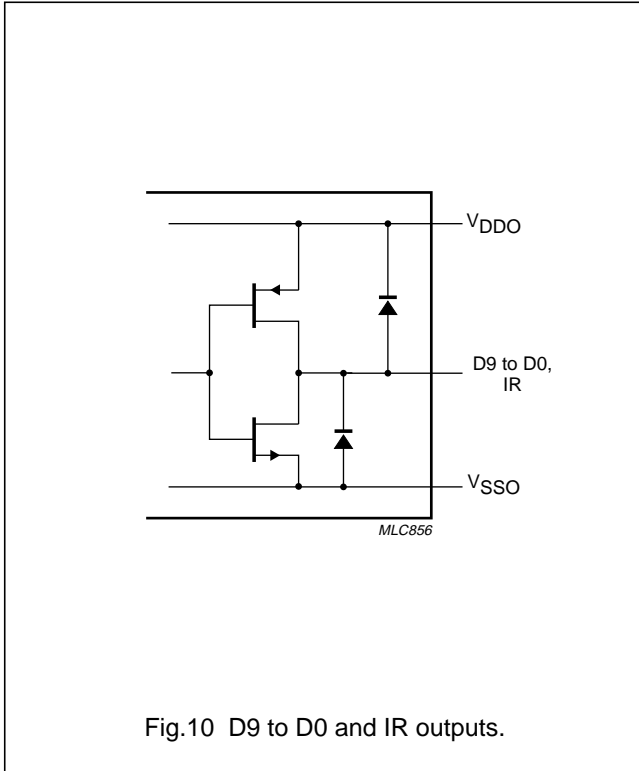 VDDO
D9 to D0,
IR
VSSO
MLC856
Fig.10 D9 to D0 and IR outputs.